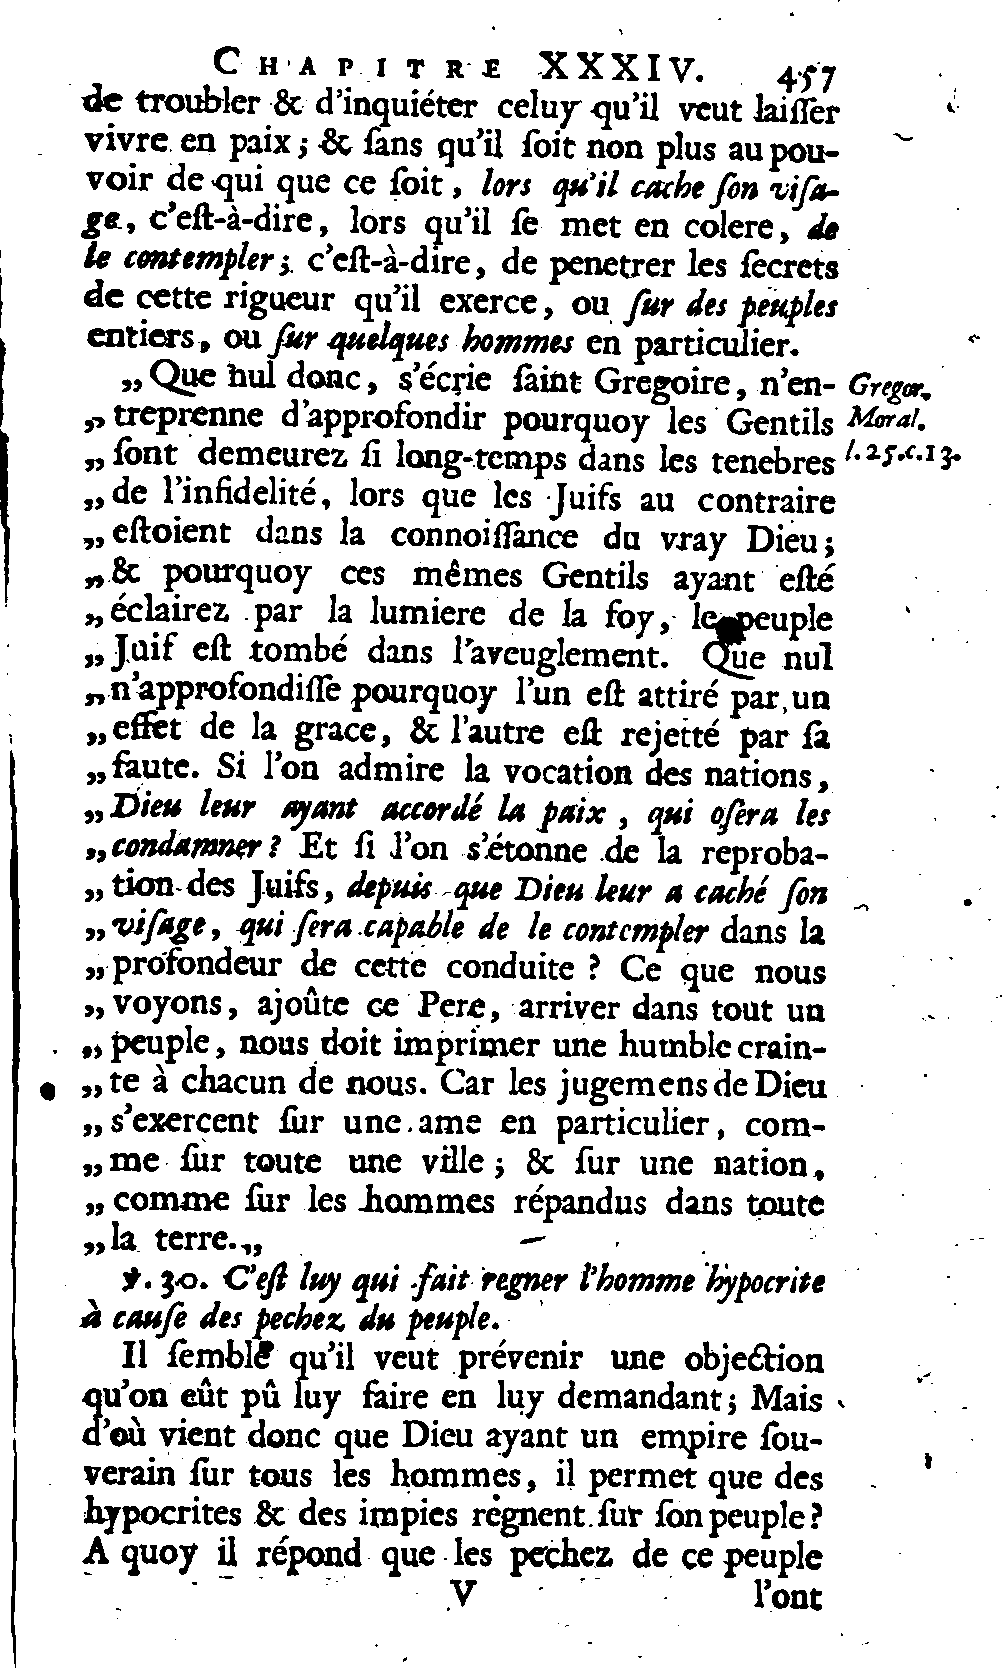 CHAPITRE XXXIV. 457
de troubler & d'inquiéter celuy qu'il veut laiſſer
vivre en paix; & ſans qu'il ſoit non plus au pou-
voir de qui que ce ſoit, lors qu'il cache ſon viſa-
ge, c'eſt-à-dire, lors qu'il ſe met en colere, de
le contempler; c'eſt-à-dire, de penetrer les ſecrets
de cette rigueur qu'il exerce, ou ſur des peuples
entiers, ou ſur quelques hommes en particulier.
„Que nul donc, s'écrie ſaint Gregoire, n'en- Gregor.
„treprenne d'approfondir pourquoy les Gentils Moral.
„ſont demeurez ſi long-temps dans les tenebres l.25.c.13.
„de l'infidelité, lors que les Juifs au contraire
„eſtoient dans la connoiſſance du vray Dieu;
„& pourquoy ces mêmes Gentils ayant eſté
„éclairez par la lumiere de la foy, le peuple
„Juif eſt tombé dans l'aveuglement. Que nul
„n'approfondiſſe pourquoy l'un eſt attiré par un
„effet de la grace, & l'autre eſt rejetté par ſa
„faute. Si l'on admire la vocation des nations,
„Dieu leur ayant accordé la paix, qui oſera les
„condamner? Et ſi l'on s'étonne de la reproba-
„tion des Juifs, depuis que Dieu leur a caché ſon
„viſage, qui ſera capable de le contempler dans la
„profondeur de cette conduite? Ce que nous
„voyons, ajoûte ce Pere, arriver dans tout un
„peuple, nous doit imprimer une humble crain-
„te à chacun de nous. Car les jugemens de Dieu
„s'exercent ſur une ame en particulier, com-
„me ſur toute une ville; & ſur une nation,
„comme ſur les hommes répandus dans toute
„la terre.„
℣. 30. C'eſt luy qui fait regner l'homme hypocrite
à cauſe des pechez du peuple.
Il ſemble qu'il veut prévenir une objection
qu'on eût pû luy faire en luy demandant; Mais
d'où vient donc que Dieu ayant un empire ſou-
verain ſur tous les hommes, il permet que des
hypocrites & des impies règnent ſur ſon peuple?
A quoy il répond que les pechez de ce peuple
V l'ont